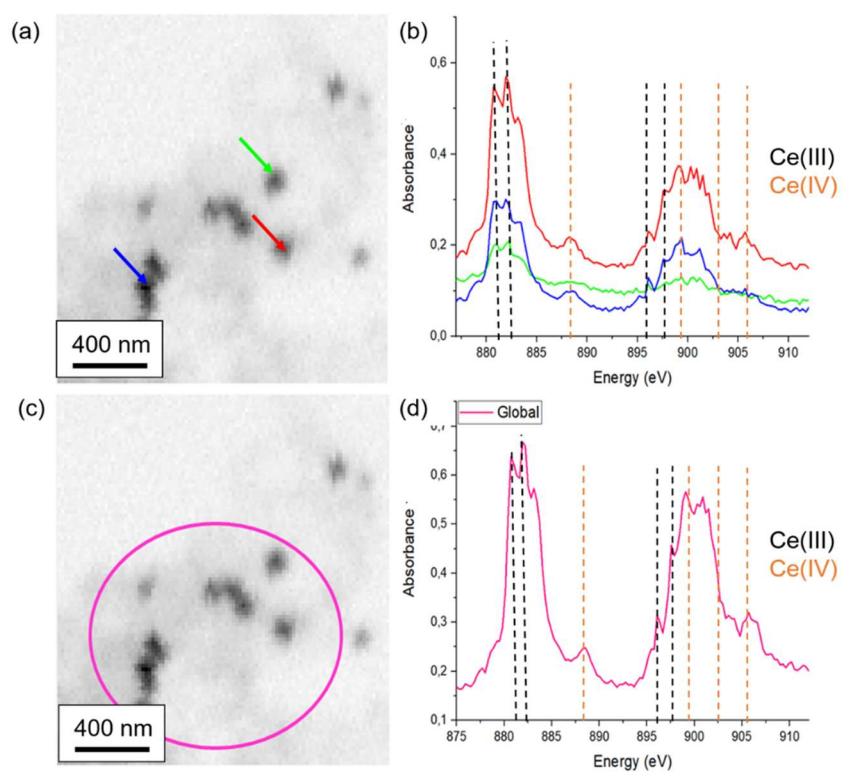 (a)
400 nm
(b)
Absorbance
0,6
0,4
0,2
0,0
880
885
890
895
900
905
910
Energy (eV)
Ce(III)
Ce(IV)
(c)
400 nm
(d)
Global
Absorbance
0,6
0,5
0,4
0,3
0,2
0,1
875
880
885
890
895
900
905
910
Energy (eV)
Ce(III)
Ce(IV)